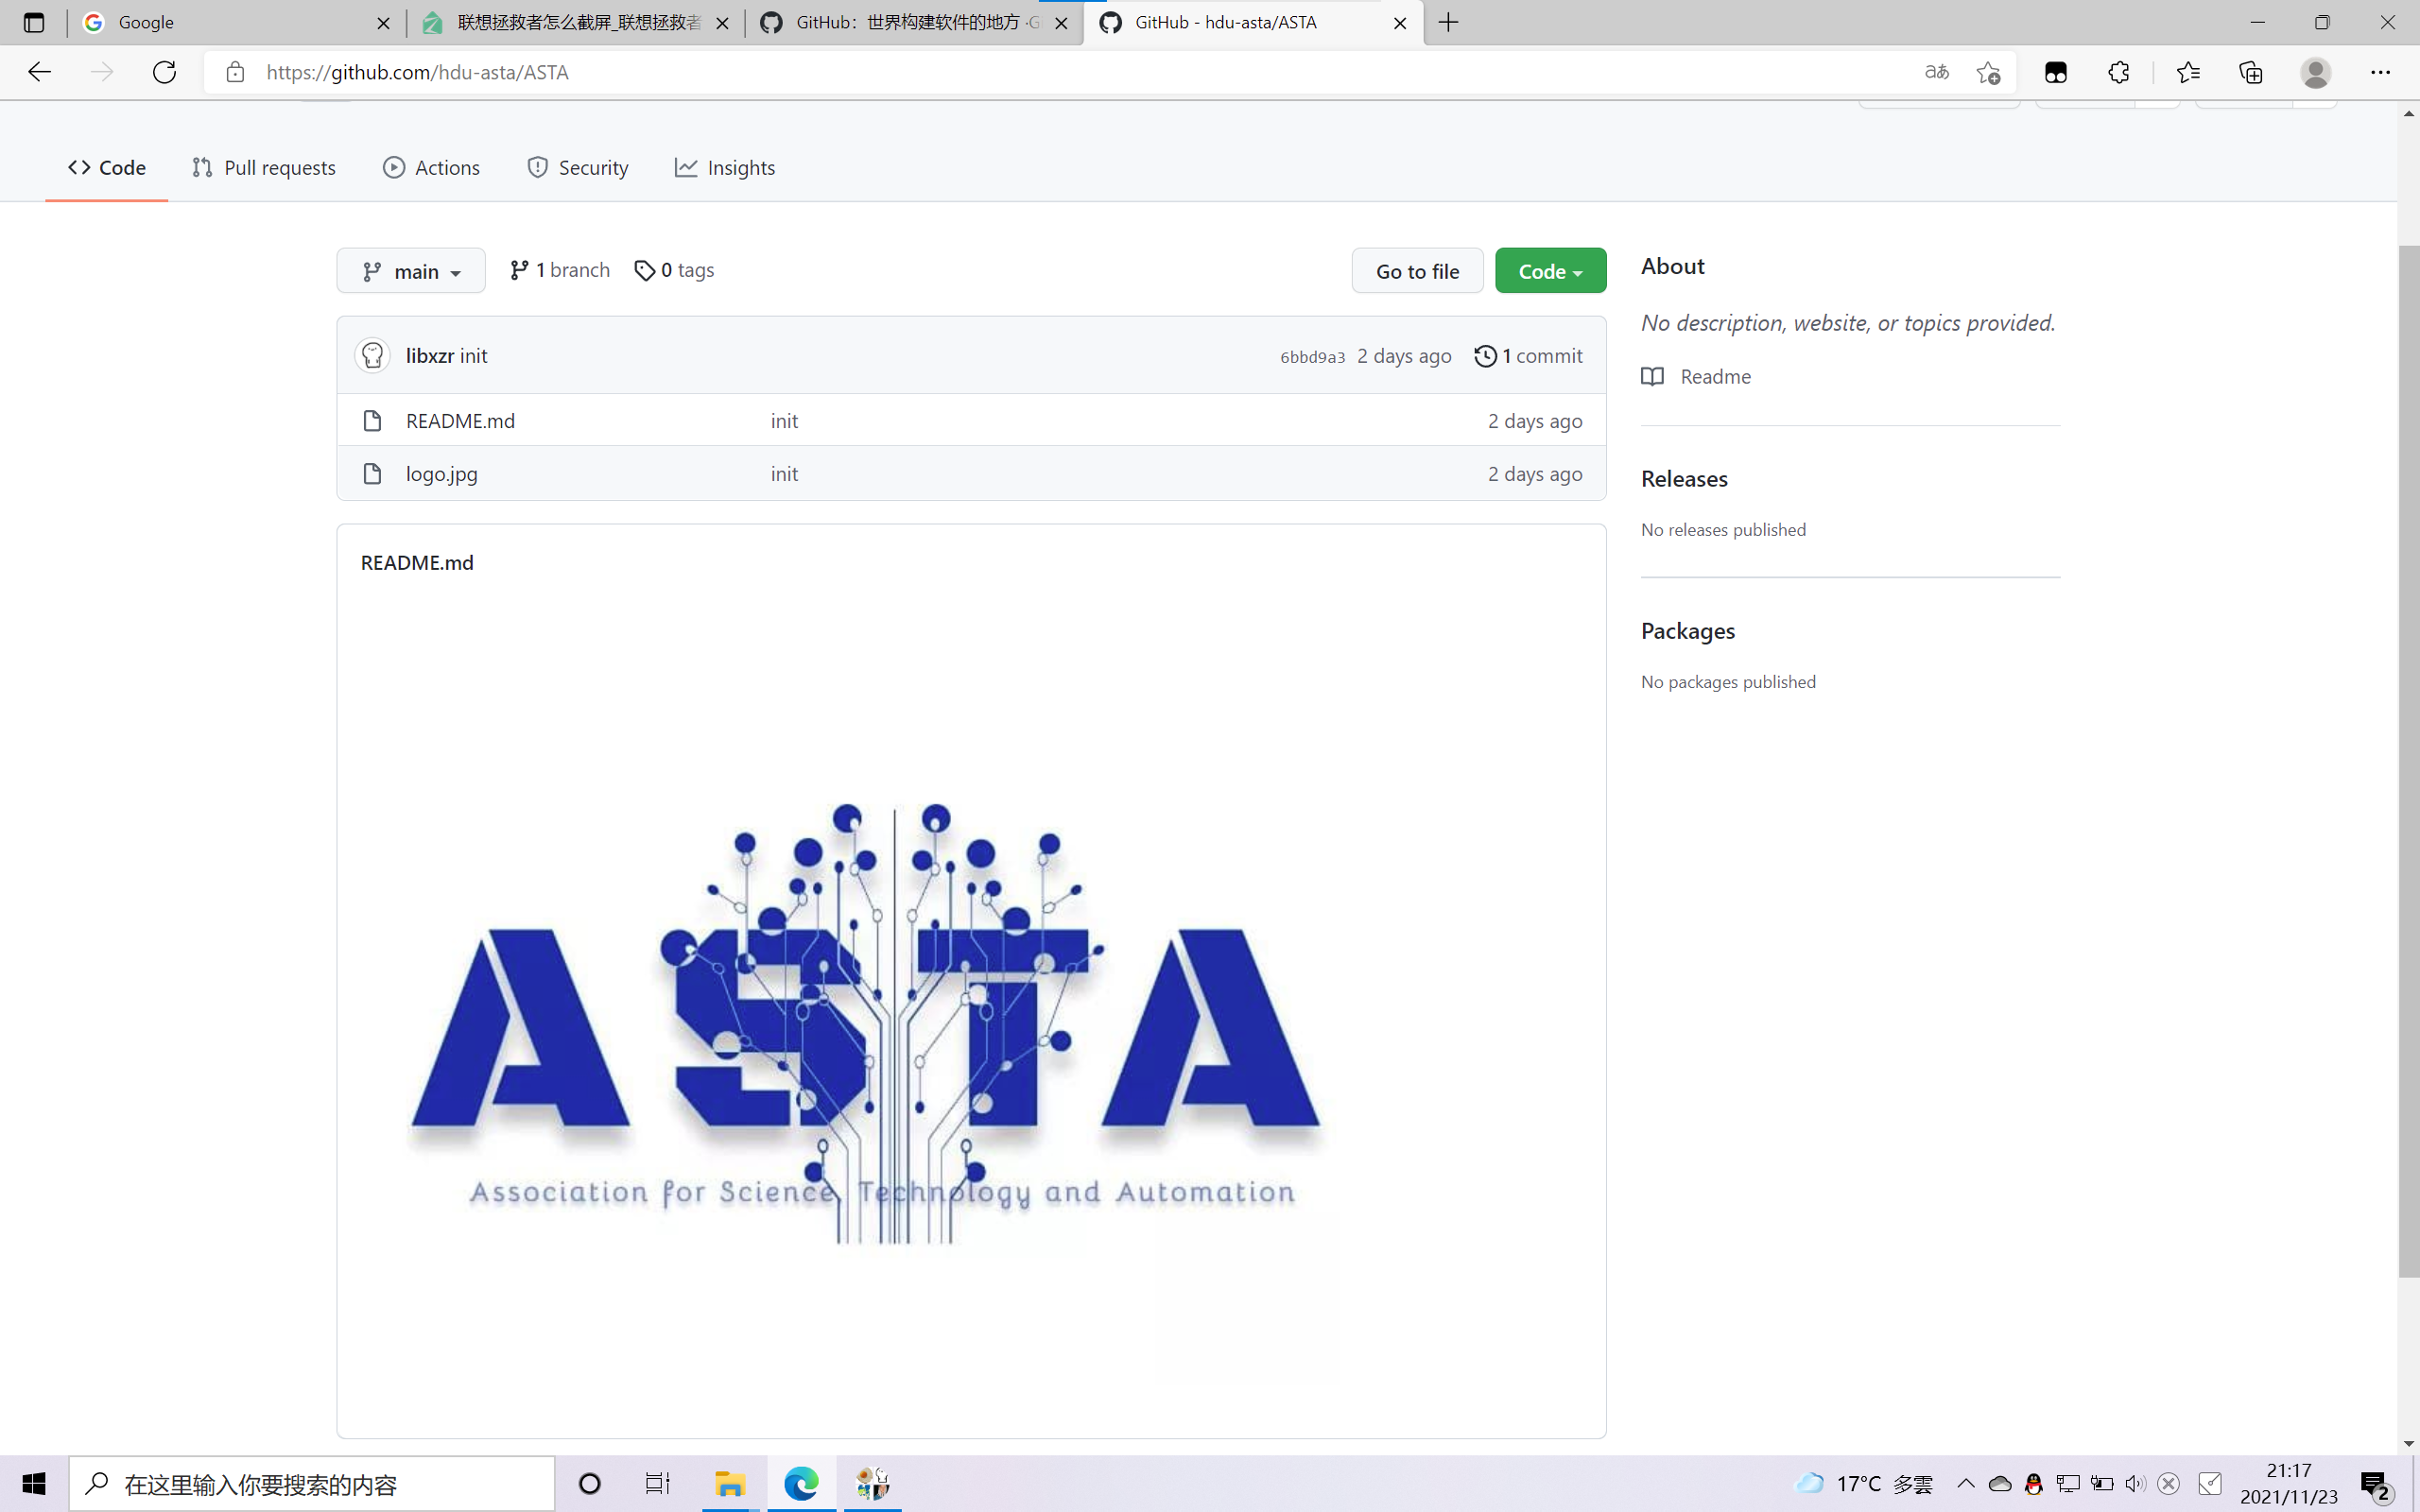 Google
联想拯救者怎么截屏_联想拯救者
GitHub：世界构建软件的地方 ·G
GitHub - hdu-asta/ASTA
https://github.com/hdu-asta/ASTA
aあ
Code
Pull requests
Actions
Security
Insights
main
1 branch
0 tags
Go to file
Code
libxzr init
6bbd9a3
2 days ago
1 commit
README.md
init
2 days ago
logo.jpg
init
2 days ago
README.md
ASTA
Association for Science, Technology and Automation
About
No description, website, or topics provided.
Readme
Releases
No releases published
Packages
No packages published
在这里输入你要搜索的内容
17°C 多雲
21:17
2021/11/23
2